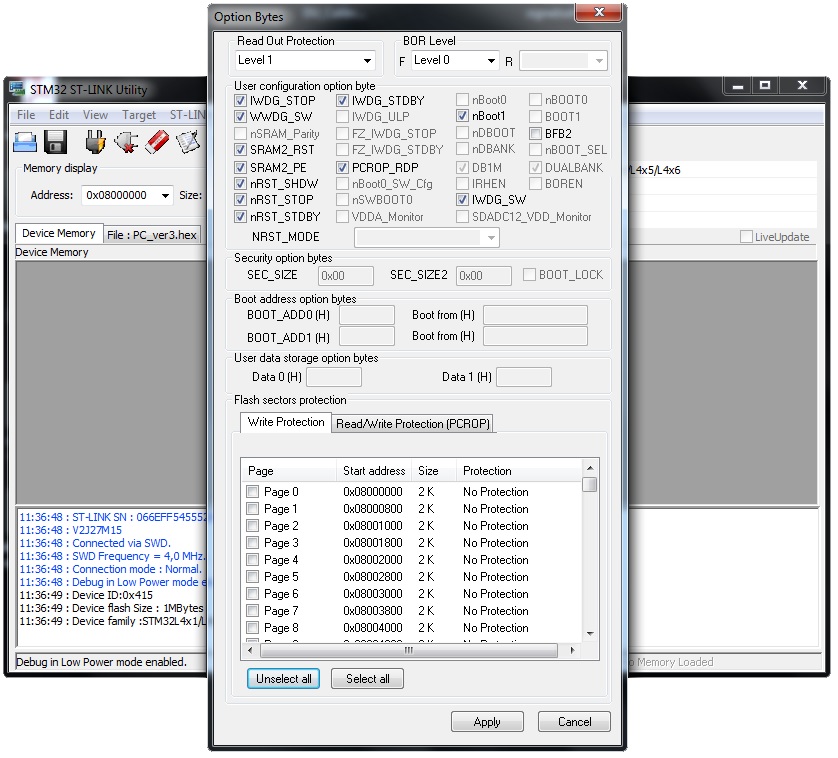 Option Bytes
Read Out Protection
BOR Level
Level 1
F Level 0 R
STM32 ST-LINK Utility
File Edit View Target
Memory display
Address: 0x08000000 Size:
L4x5/L4x6
Device Memory File : PC_ver3.hex
LiveUpdate
Device Memory
User configuration option byte
IWDG_STOP IWDG_STDBY nBoot0 nBOOT0
WWDG_SW IWDG_ULP nBoot1 BOOT1
nSRAM_Parity FZ_IWDG_STOP nDBOOT BFB2
SRAM2_RST FZ_IWDG_STDBY nDBANK nBOOT_SEL
SRAM2_PE PCROP_RDP DB1M DUALBANK
nRST_SHDW nBoot0_SW_Cfg IRHEN BOREN
nRST_STOP nSWBOOT0 IWDG_SW
nRST_STDBY VDDA_Monitor SDADC12_VDD_Monitor
NRST_MODE
Security option bytes
SEC_SIZE 0x00 SEC_SIZE2 0x00 BOOT_LOCK
Boot address option bytes
BOOT_ADD0 (H) Boot from (H)
BOOT_ADD1 (H) Boot from (H)
User data storage option bytes
Data 0 (H) Data 1 (H)
Flash sectors protection
Write Protection Read/Write Protection (PCROP)
Page Start address Size Protection
Page 0 0x08000000 2 K No Protection
Page 1 0x08000800 2 K No Protection
Page 2 0x08001000 2 K No Protection
Page 3 0x08001800 2 K No Protection
Page 4 0x08002000 2 K No Protection
Page 5 0x08002800 2 K No Protection
Page 6 0x08003000 2 K No Protection
Page 7 0x08003800 2 K No Protection
Page 8 0x08004000 2 K No Protection
Unselect all Select all
Apply Cancel
11:36:48 : ST-LINK SN : 066EFF545552
11:36:48 : V2J27M15
11:36:48 : Connected via SWD.
11:36:48 : SWD Frequency = 4,0 MHz.
11:36:48 : Connection mode : Normal.
11:36:48 : Debug in Low Power mode e
11:36:49 : Device ID:0x415
11:36:49 : Device flash Size : 1MBytes
11:36:49 : Device family :STM32L4x1/L
Debug in Low Power mode enabled.
Memory Loaded